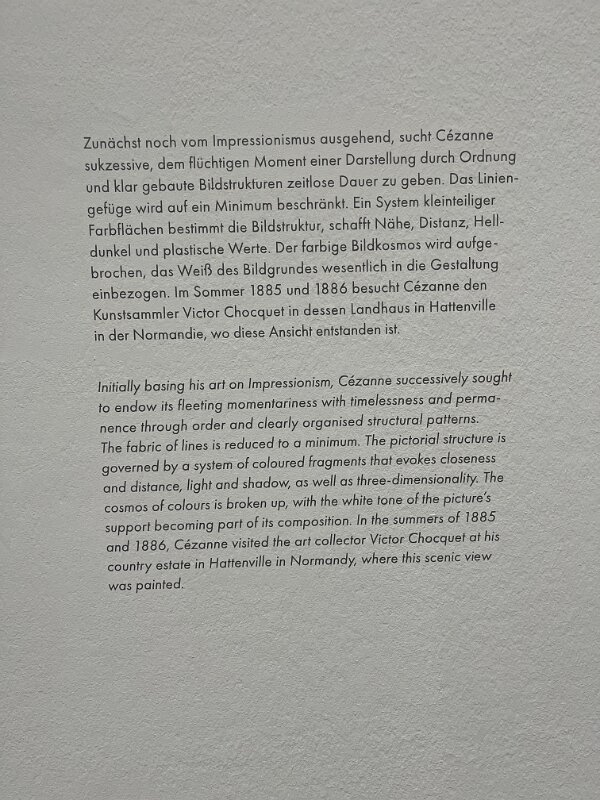 Zunächst noch vom Impressionismus ausgehend, sucht Cézanne
sukzessive, dem flüchtigen Moment einer Darstellung durch Ordnung
und klar gebaute Bildstrukturen zeitlose Dauer zu geben. Das Linien-
gefüge wird auf ein Minimum beschränkt. Ein System kleinteiliger
Farbflächen bestimmt die Bildstruktur, schafft Nähe, Distanz, Hell-
dunkel und plastische Werte. Der farbige Bildkosmos wird aufge-
brochen, das Weiß des Bildgrundes wesentlich in die Gestaltung
einbezogen. Im Sommer 1885 und 1886 besucht Cézanne den
Kunstsammler Victor Chocquet in dessen Landhaus in Hattenville
in der Normandie, wo diese Ansicht entstanden ist.
Initially basing his art on Impressionism, Cézanne successively sought
to endow its fleeting momentariness with timelessness and perma-
nence through order and clearly organised structural patterns.
The fabric of lines is reduced to a minimum. The pictorial structure is
governed by a system of coloured fragments that evokes closeness
and distance, light and shadow, as well as three-dimensionality. The
cosmos of colours is broken up, with the white tone of the picture's
support becoming part of its composition. In the summers of 1885
and 1886, Cézanne visited the art collector Victor Chocquet at his
country estate in Hattenville in Normandy, where this scenic view
was painted.